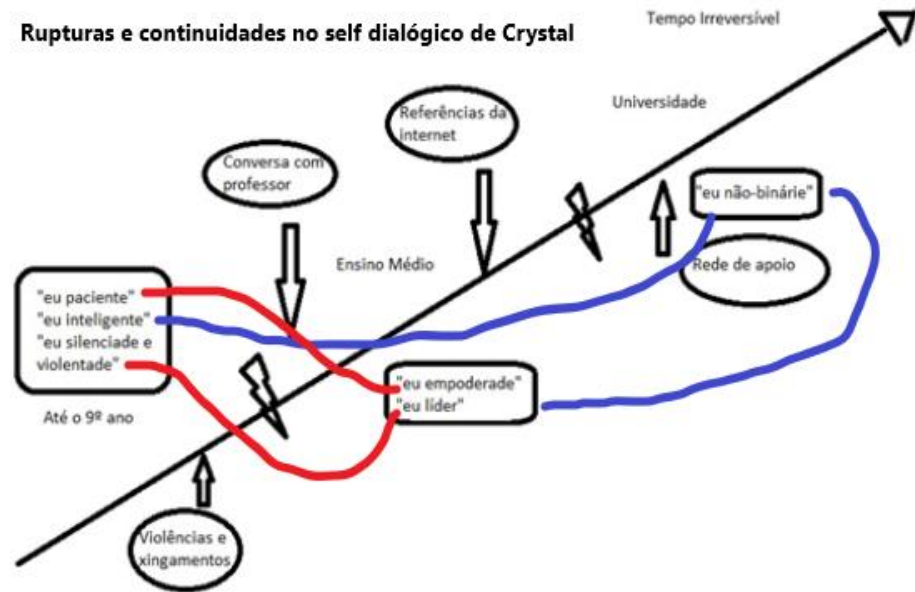 Rupturas e continuidades no self dialógico de Crystal
Tempo Irreversível
Universidade
Referências da
internet
Conversa com
professor
"eu não-binárie"
Ensino Médio
Rede de apoio
"eu paciente"
"eu inteligente"
"eu silenciade e
violentade"
"eu empoderade"
"eu líder"
Até o 9º ano
Violências e
xingamentos